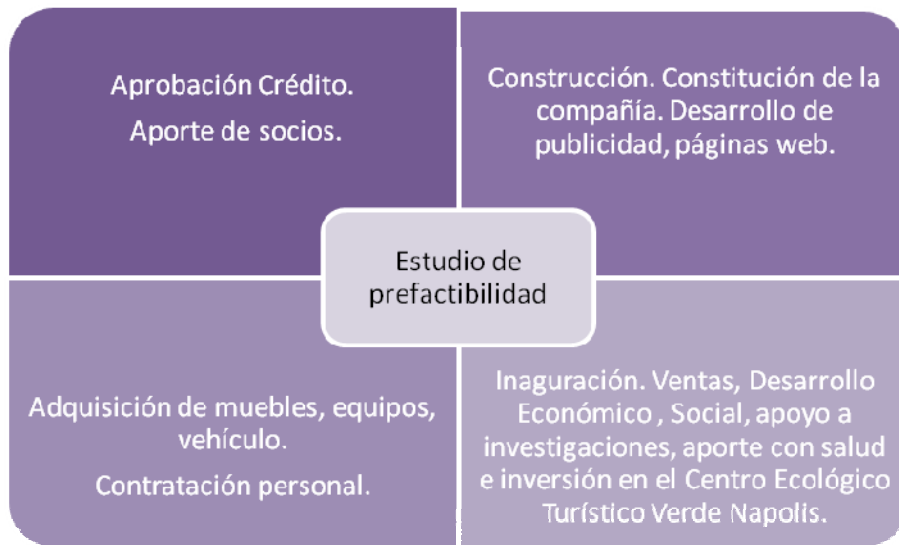 Aprobación Crédito.
Aporte de socios.
Construcción. Constitución de la
compañía. Desarrollo de
publicidad, páginas web.
Estudio de
prefactibilidad
Adquisición de muebles, equipos,
vehículo.
Contratación personal.
Inaguración. Ventas, Desarrollo
Económico , Social, apoyo a
investigaciones, aporte con salud
e inversión en el Centro Ecológico
Turístico Verde Napolis.